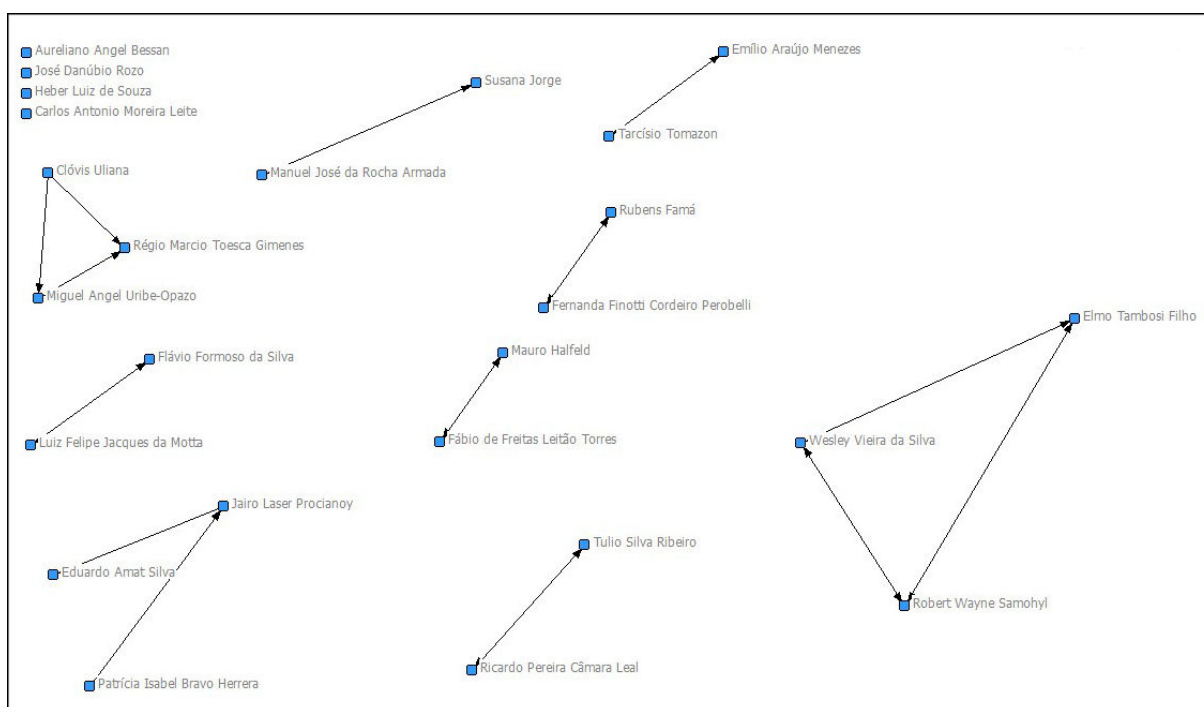 Aureliano Angel Bessan
José Danúbio Rozo
Heber Luiz de Souza
Carlos Antonio Moreira Leite
Emílio Araújo Menezes
Susana Jorge
Tarcísio Tomazon
Clóvis Uliana
Manuel José da Rocha Armada
Rubens Famá
Régio Marcio Toesca Gimenes
Miguel Angel Uribe-Opazo
Fernanda Finotti Cordeiro Perobelli
Elmo Tambosi Filho
Mauro Halfeld
Flávio Formoso da Silva
Luiz Felipe Jacques da Motta
Fábio de Freitas Leitão Torres
Wesley Vieira da Silva
Jairo Laser Procianoy
Tulio Silva Ribeiro
Eduardo Amat Silva
Robert Wayne Samohyl
Ricardo Pereira Câmara Leal
Patrícia Isabel Bravo Herrera